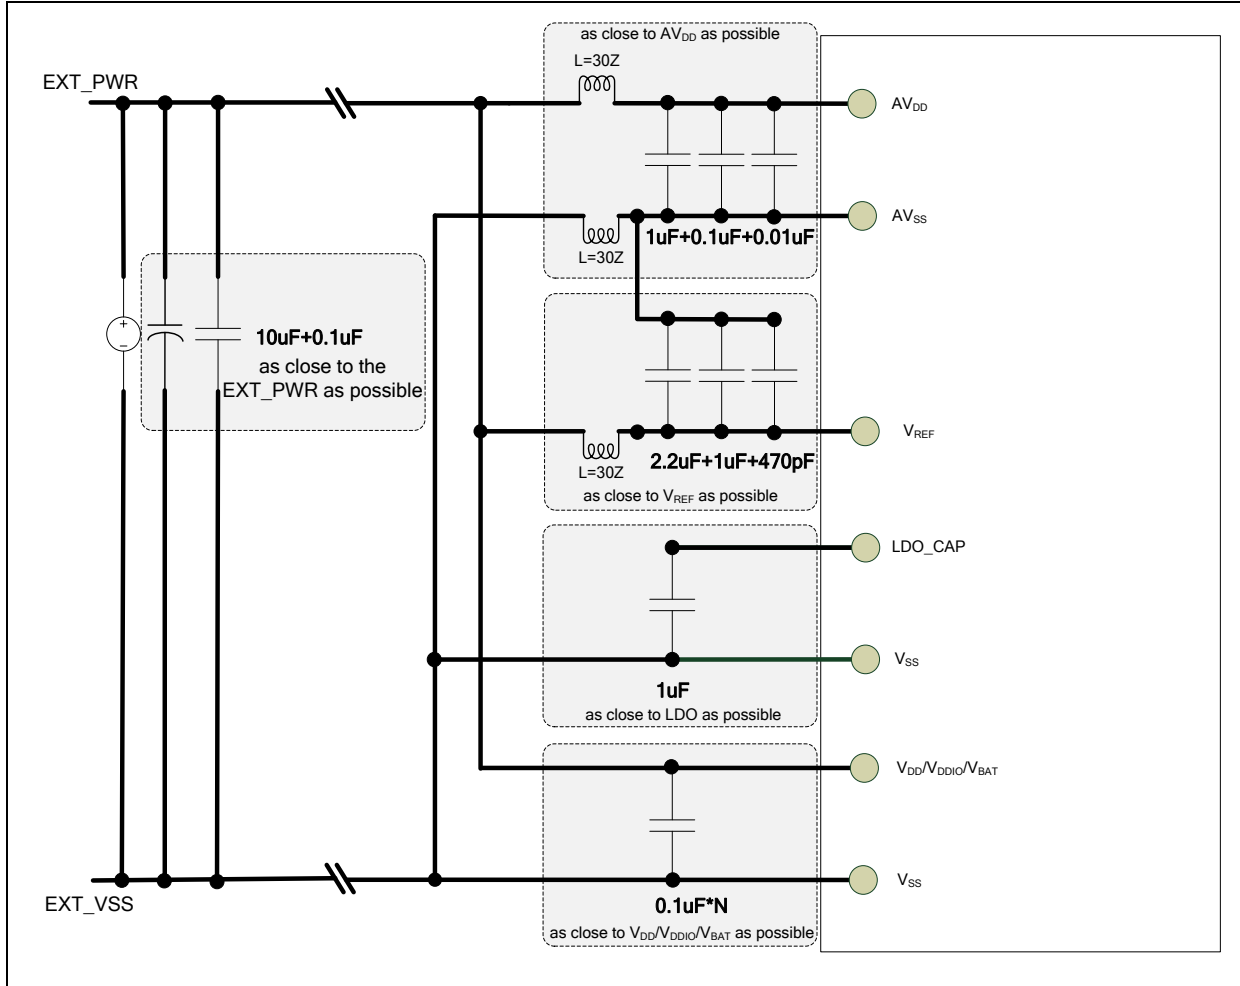 as close to AVDD as possible
L=30Z
EXT_PWR
AVDD
AVSS
1uF+0.1uF+0.01uF
L=30Z
+
−
10uF+0.1uF
as close to the
EXT_PWR as possible
VREF
2.2uF+1uF+470pF
L=30Z
as close to VREF as possible
LDO_CAP
VSS
1uF
as close to LDO as possible
VDD/VDDIO/VBAT
VSS
EXT_VSS
0.1uF*N
as close to VDD/VDDIO/VBAT as possible